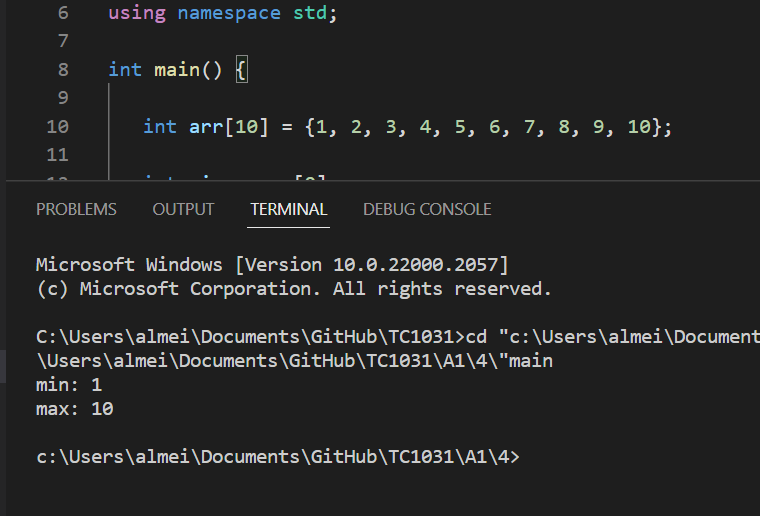 6 using namespace std;
7
8 int main() {
9
10 int arr[10] = {1, 2, 3, 4, 5, 6, 7, 8, 9, 10};
11
PROBLEMS OUTPUT TERMINAL DEBUG CONSOLE
Microsoft Windows [Version 10.0.22000.2057]
(c) Microsoft Corporation. All rights reserved.
C:\Users\almei\Documents\GitHub\TC1031>cd "c:\Users\almei\Document
\Users\almei\Documents\GitHub\TC1031\A1\4\"main
min: 1
max: 10
c:\Users\almei\Documents\GitHub\TC1031\A1\4>